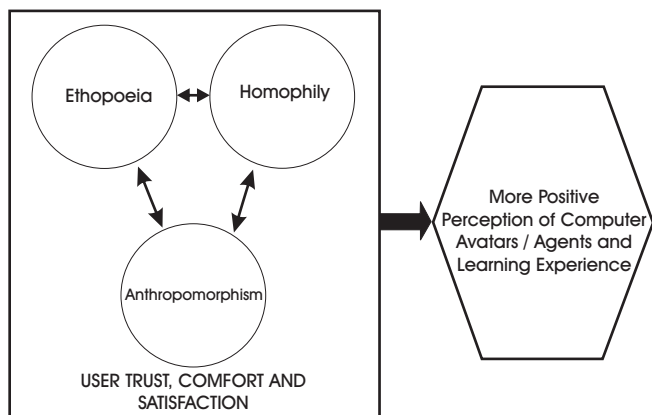 Ethopoeia
Homophily
Anthropomorphism
USER TRUST, COMFORT AND
SATISFACTION
More Positive
Perception of Computer
Avatars / Agents and
Learning Experience